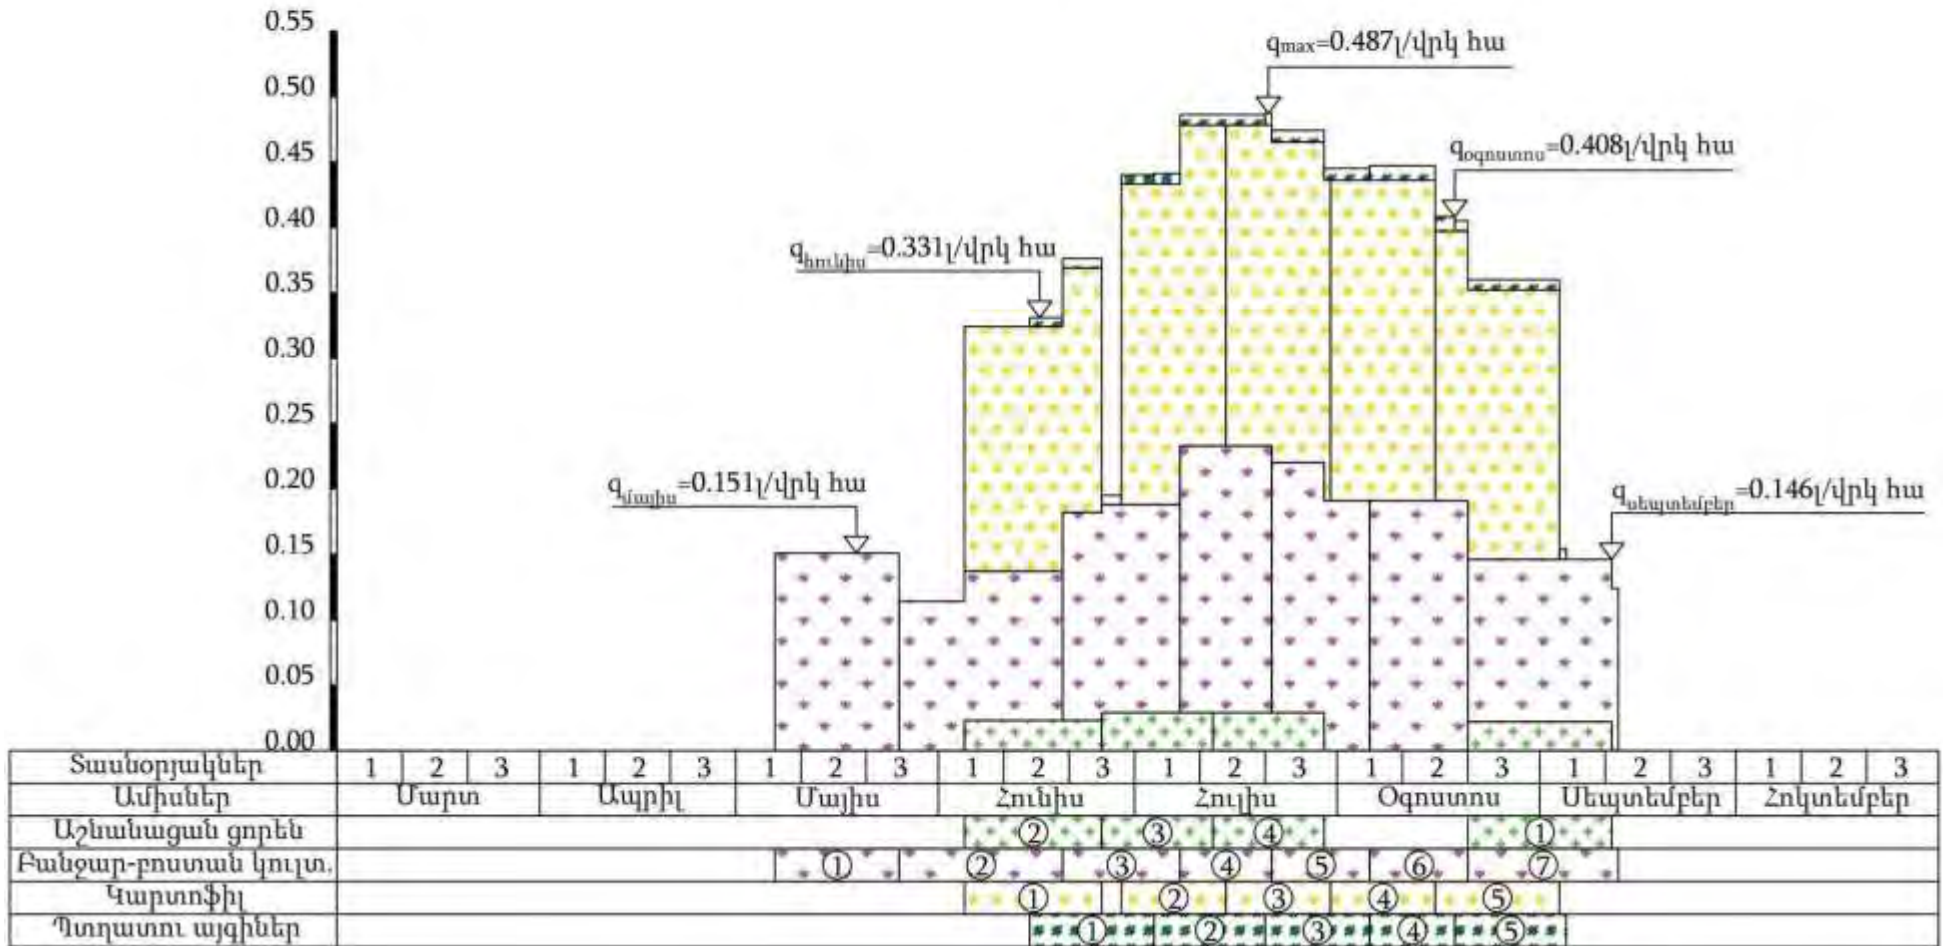 0.55
qmax=0.487լ/վրկ հա
0.50
0.45
qօգոստոս=0.408լ/վրկ հա
0.40
qհունիս=0.331լ/վրկ հա
0.35
0.30
0.25
0.20
qմայիս=0.151լ/վրկ հա
qսեպտեմբեր=0.146լ/վրկ հա
0.15
0.10
0.05
0.00
Տասնօրյակներ 1 2 3 1 2 3 1 2 3 1 2 3 1 2 3 1 2 3 1 2 3 1 2 3
Ամիսներ Մարտ Ապրիլ Մայիս Հունիս Հուլիս Օգոստոս Սեպտեմբեր Հոկտեմբեր
Աշնանացան ցորեն 2 3 4 1
Բանջար-բոստան կուլտ. 1 2 3 4 5 6 7
Կարտոֆիլ 1 2 3 4 5
Պտղատու այգիներ 1 2 3 4 5